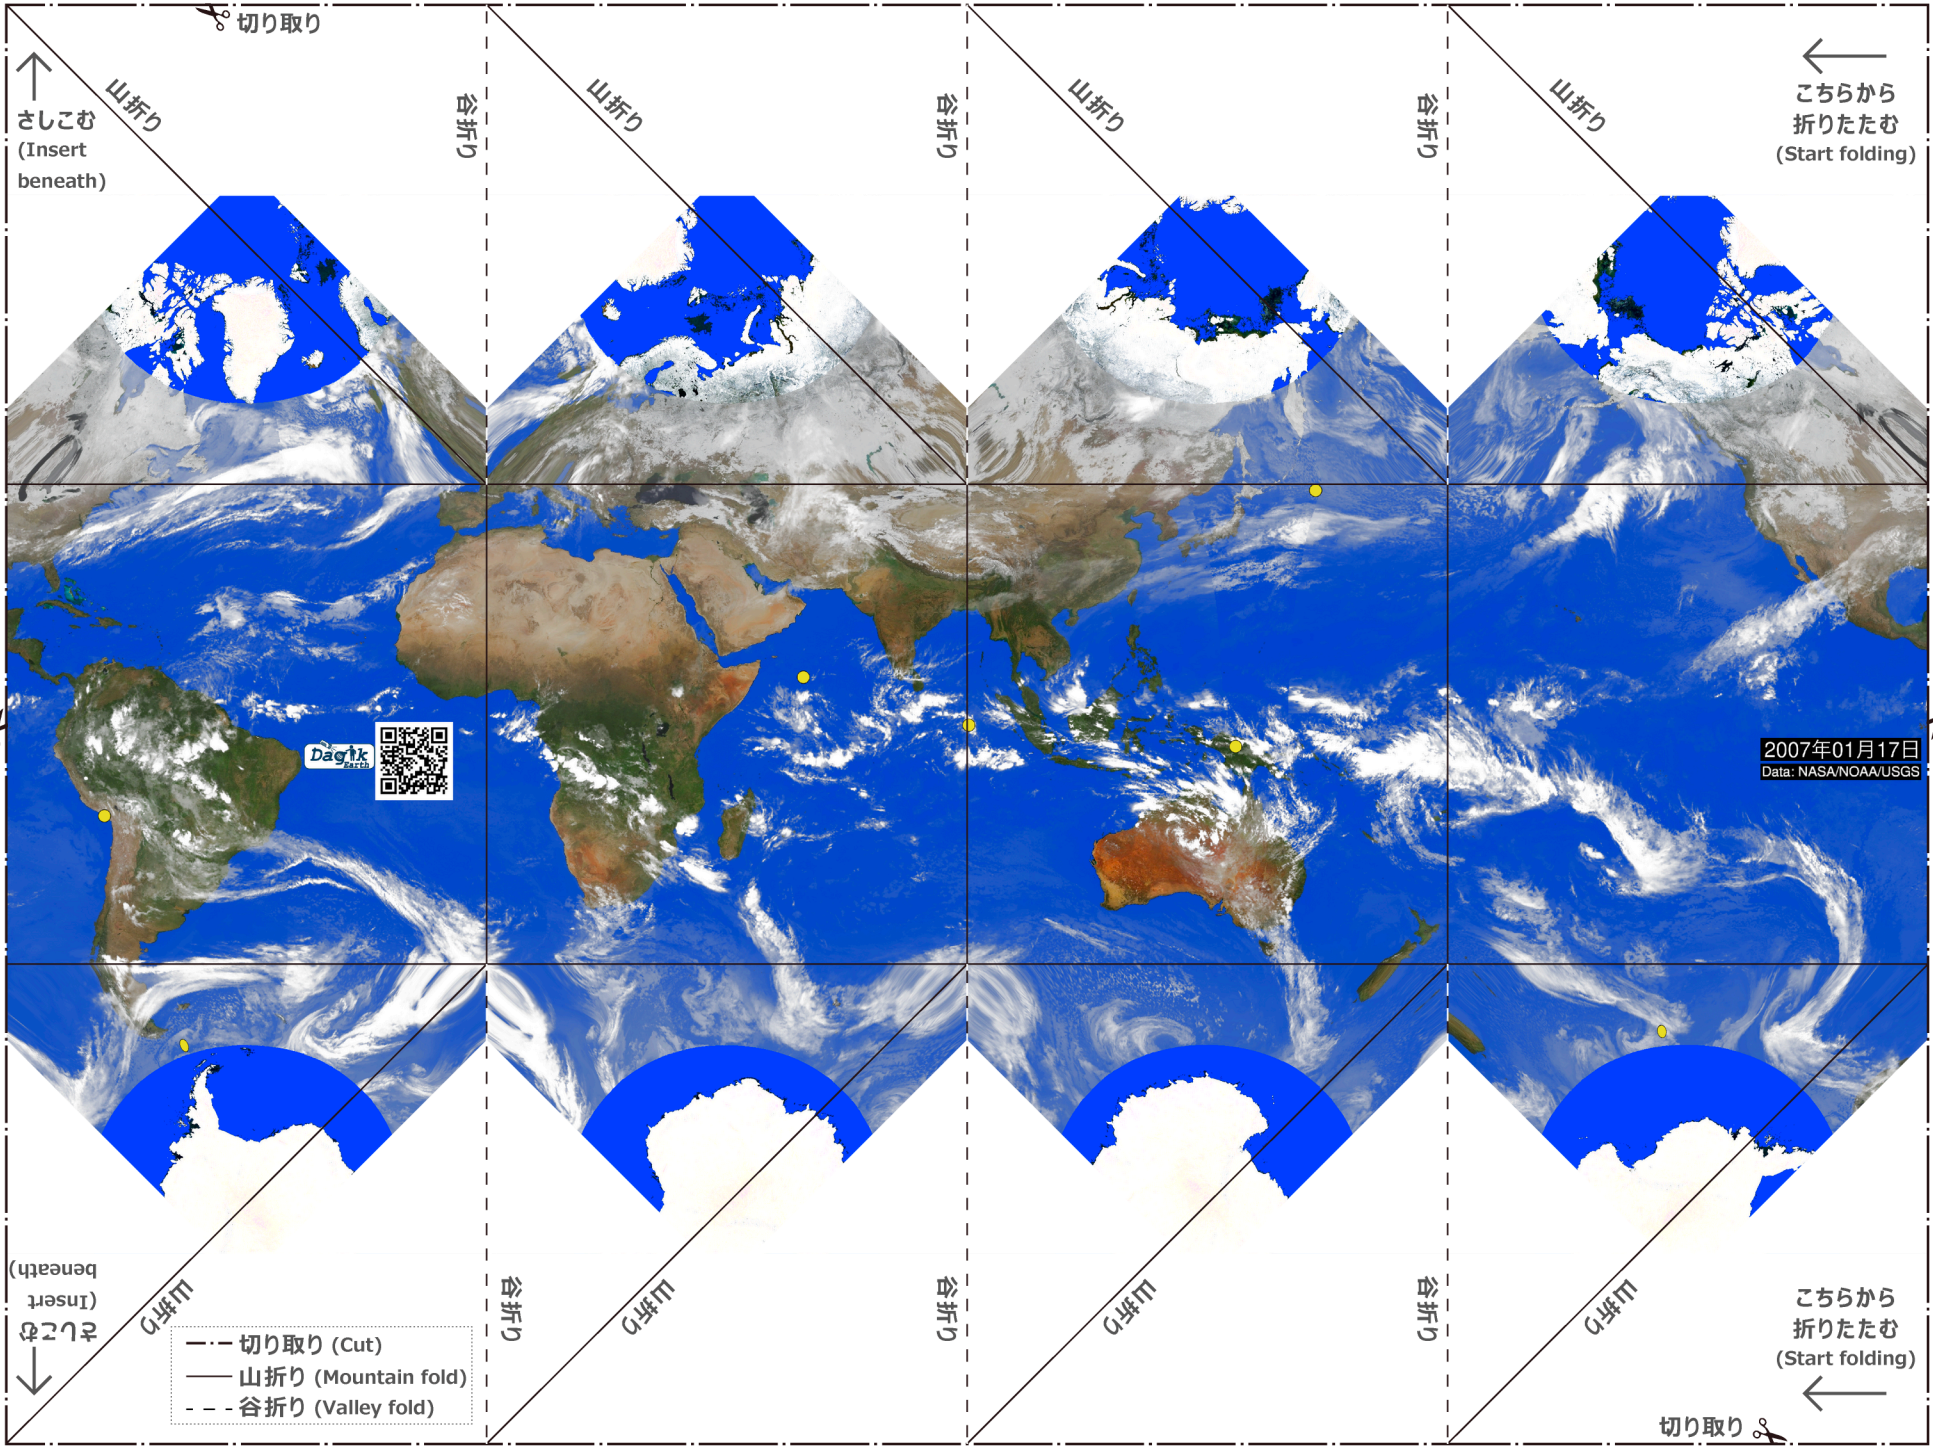 切り取り
山折り
谷折り
山折り
谷折り
山折り
谷折り
山折り
さしこむ
(Insert
beneath)
こちらから
折りたたむ
(Start folding)
Dagik
Earth
2007年01月17日
Data: NASA/NOAA/USGS
さしこむ
(Insert
beneath)
山折り
谷折り
山折り
谷折り
山折り
谷折り
山折り
切り取り (Cut)
山折り (Mountain fold)
谷折り (Valley fold)
こちらから
折りたたむ
(Start folding)
切り取り